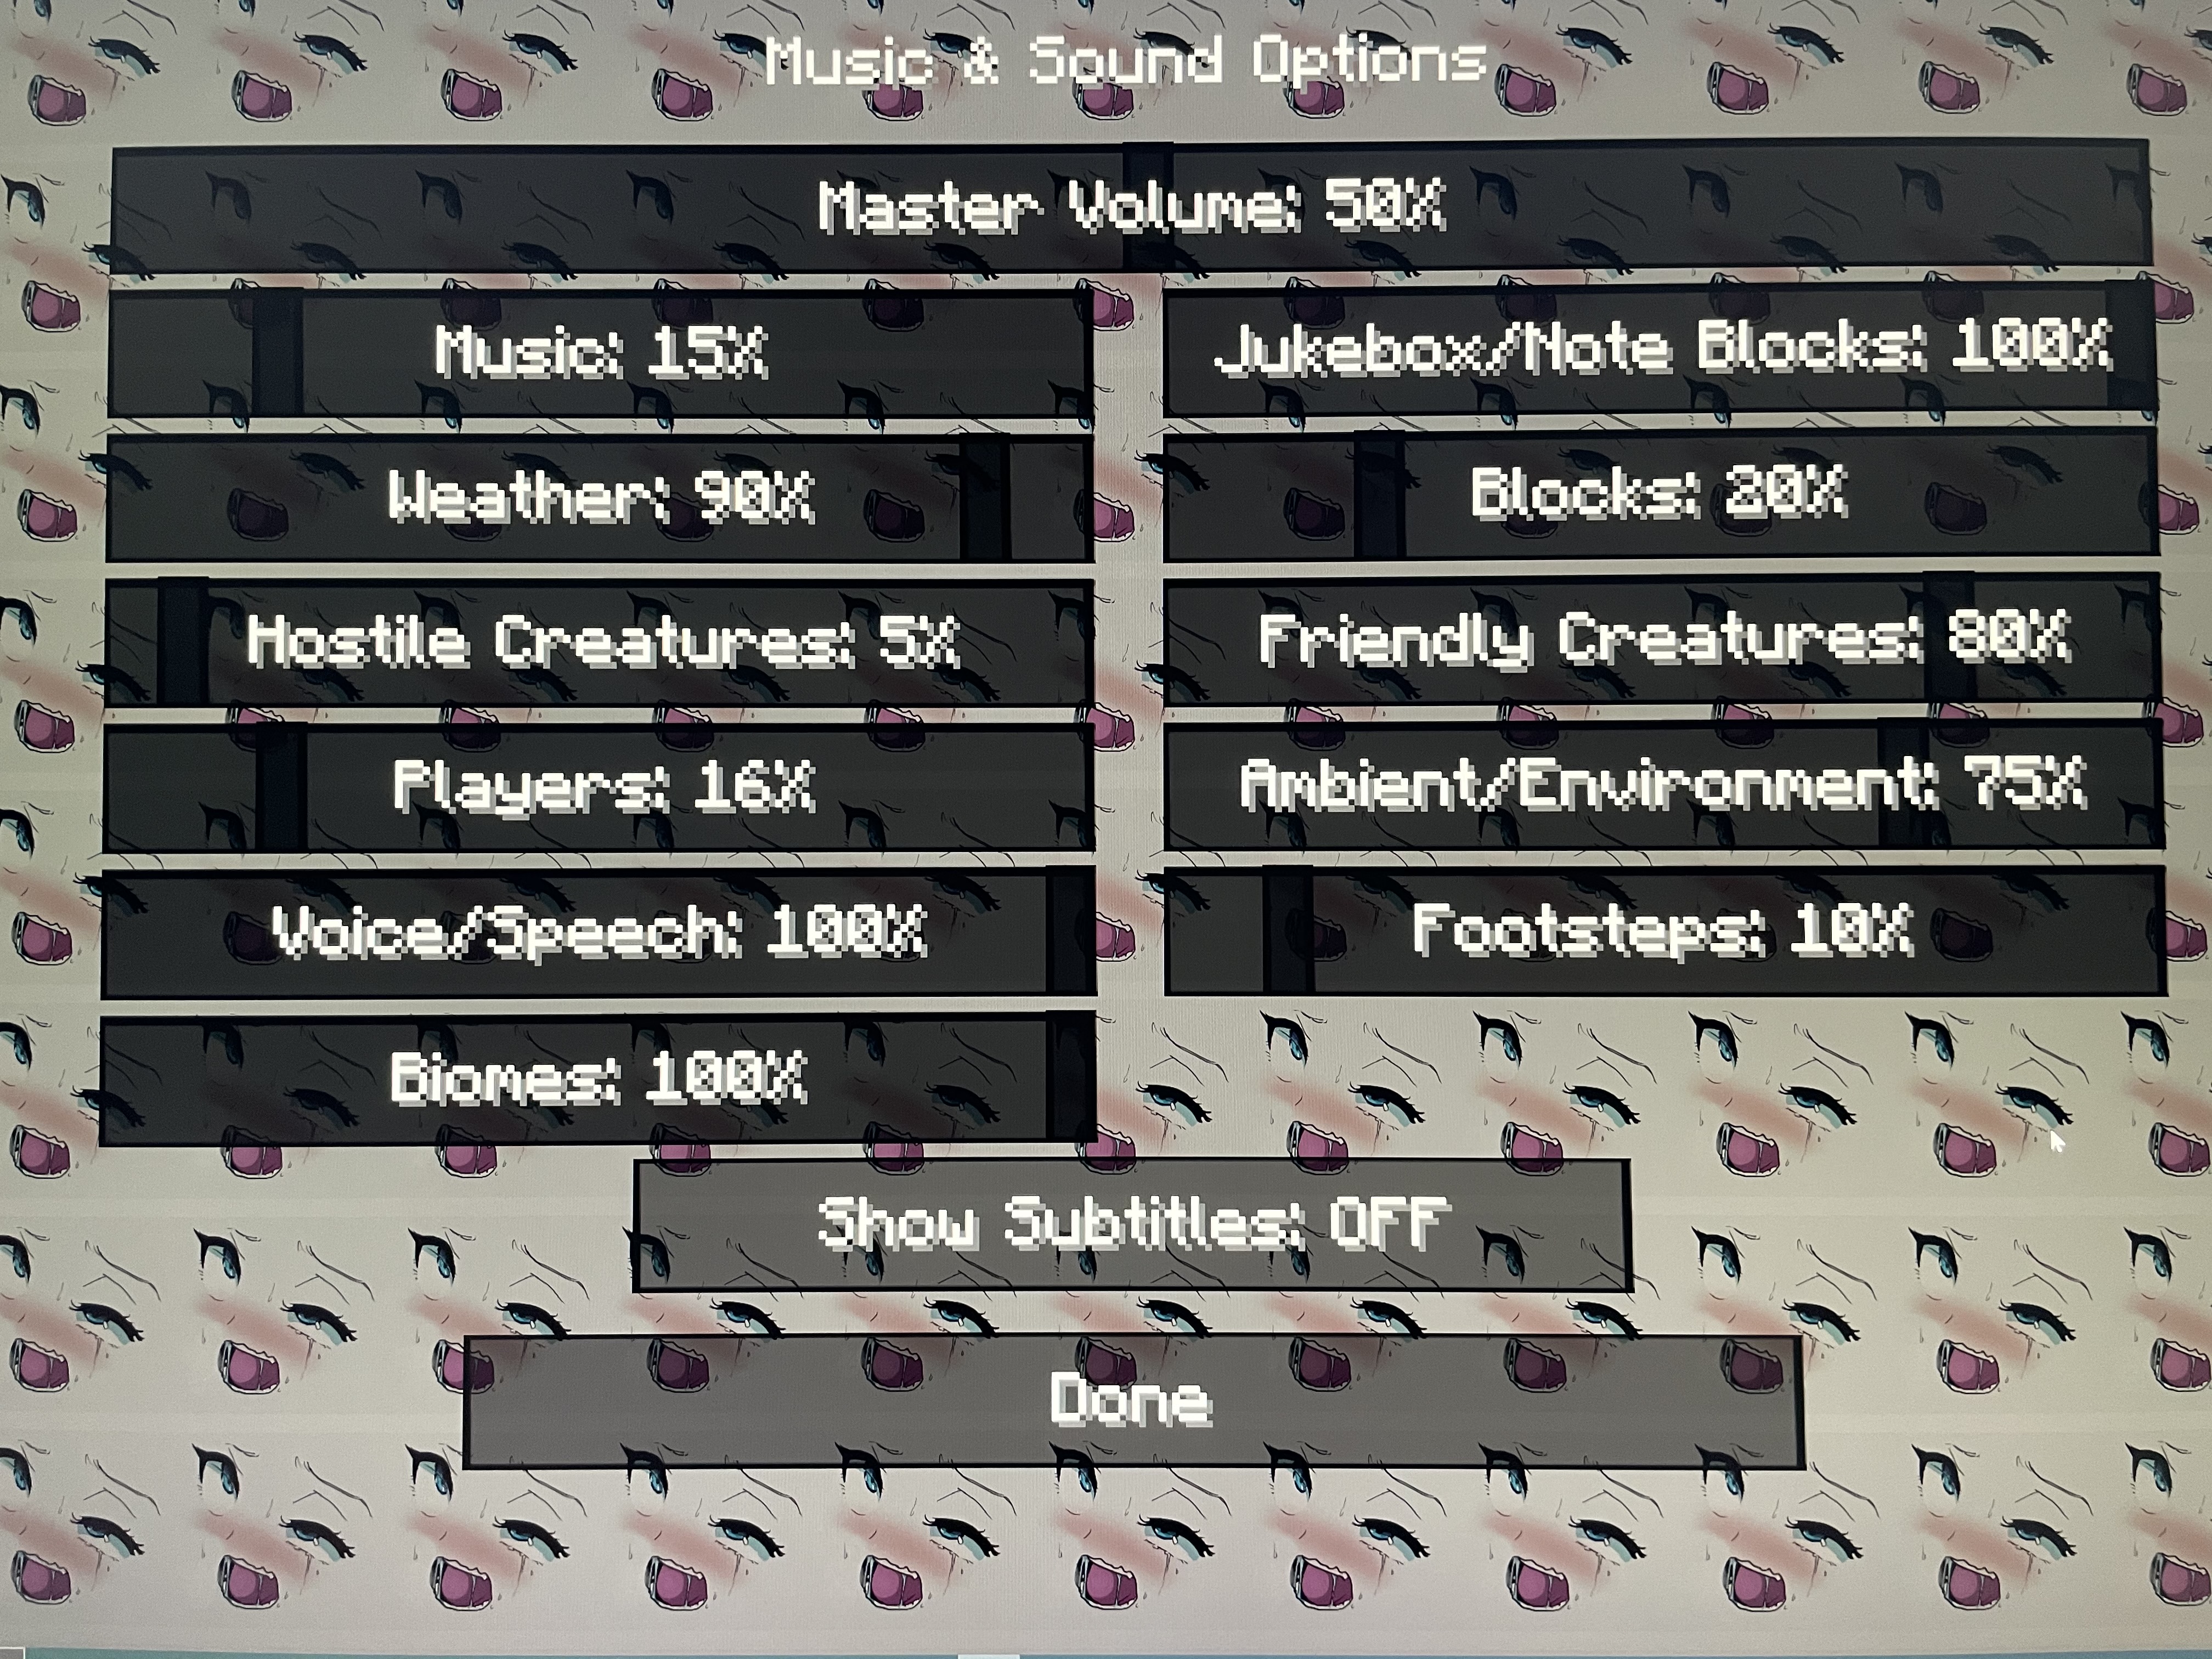 Music & Sound Options
Master Volume: 50%
Music: 15%
Jukebox/Note Blocks: 100%
Weather: 90%
Blocks: 20%
Hostile Creatures: 5%
Friendly Creatures: 80%
Players: 16%
Ambient/Environment: 75%
Voice/Speech: 100%
Footsteps: 10%
Biomes: 100%
Show Subtitles: OFF
Done